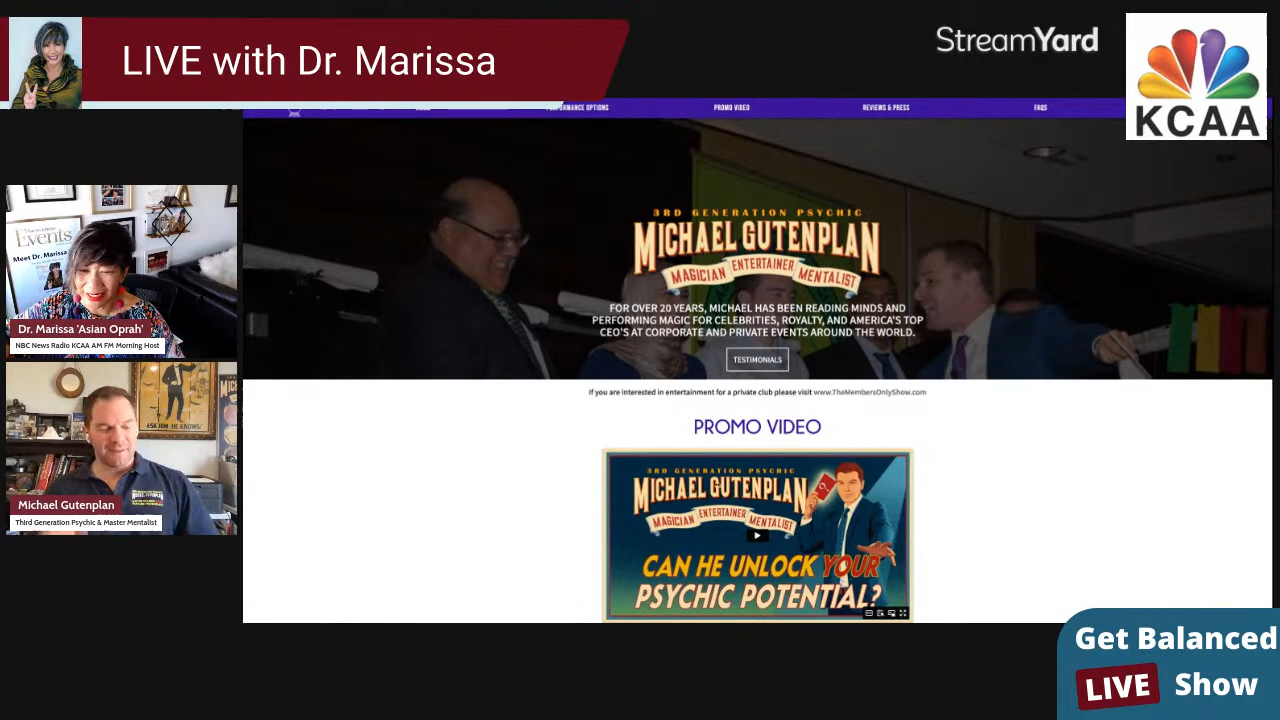 LIVE with Dr. Marissa
StreamYard
KCAA
PERFORMANCE OPTIONS
PROMO VIDEO
REVIEWS & PRESS
FAQS
Events
Meet Dr. Marissa
Dr. Marissa 'Asian Oprah'
NBC News Radio KCAA AM FM Morning Host
ASK HIM-HE KNOWS
Michael Gutenplan
Third Generation Psychic & Master Mentalist
3RD GENERATION PSYCHIC
MICHAEL GUTENPLAN
MAGICIAN ENTERTAINER MENTALIST
FOR OVER 20 YEARS, MICHAEL HAS BEEN READING MINDS AND
PERFORMING MAGIC FOR CELEBRITIES, ROYALTY, AND AMERICA'S TOP
CEO'S AT CORPORATE AND PRIVATE EVENTS AROUND THE WORLD.
TESTIMONIALS
If you are interested in entertainment for a private club please visit www.TheMembersOnlyShow.com
PROMO VIDEO
3RD GENERATION PSYCHIC
MICHAEL GUTENPLAN
MAGICIAN ENTERTAINER MENTALIST
CAN HE UNLOCK YOUR
PSYCHIC POTENTIAL?
Get Balanced
LIVE Show